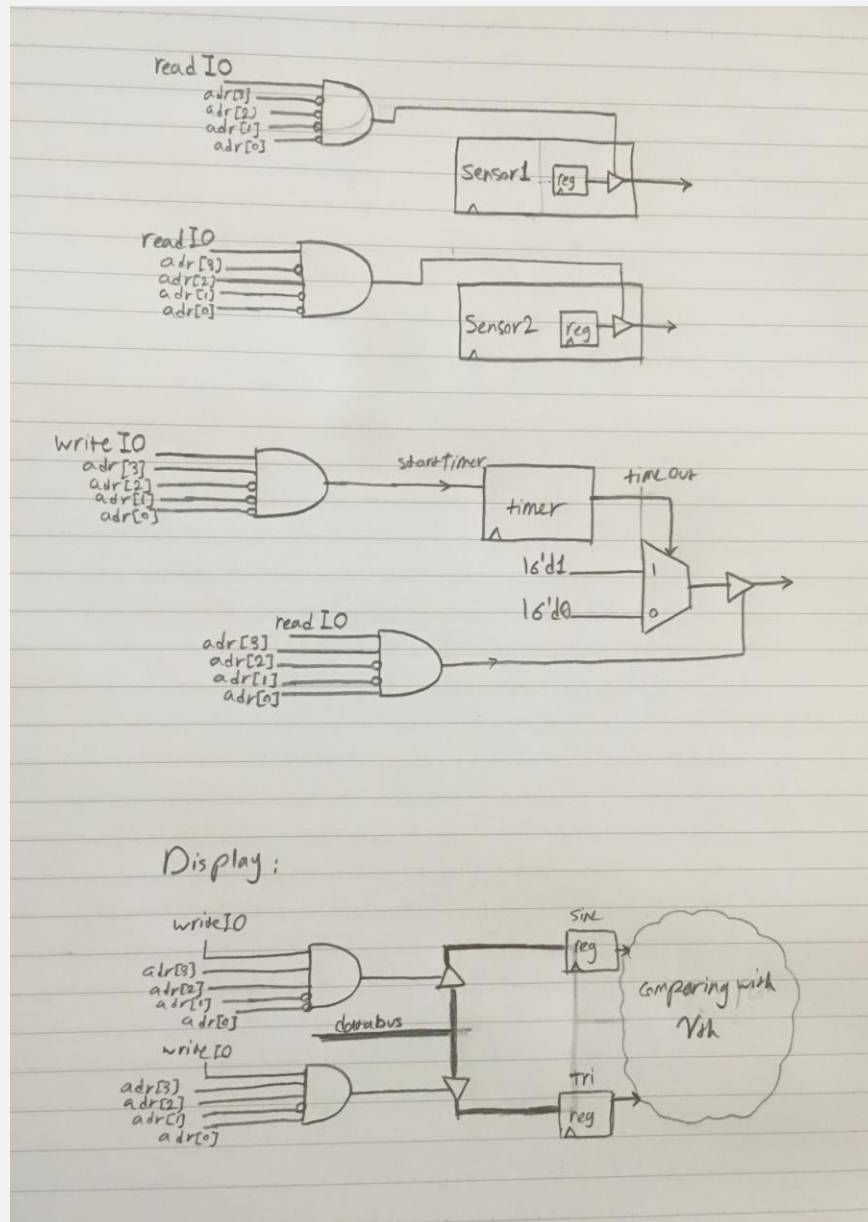 read IO
adr[3]
adr[2]
adr[1]
adr[0]
Sensor1
reg
read IO
adr[3]
adr[2]
adr[1]
adr[0]
Sensor2
reg
write IO
adr[3]
adr[2]
adr[1]
adr[0]
startTimer
timer
timeOut
16'd1
1
16'd0
0
read IO
adr[3]
adr[2]
adr[1]
adr[0]
Display:
write IO
adr[3]
adr[2]
adr[1]
adr[0]
databus
write IO
adr[3]
adr[2]
adr[1]
adr[0]
Sin
reg
Tri
reg
Comparing with
Vth